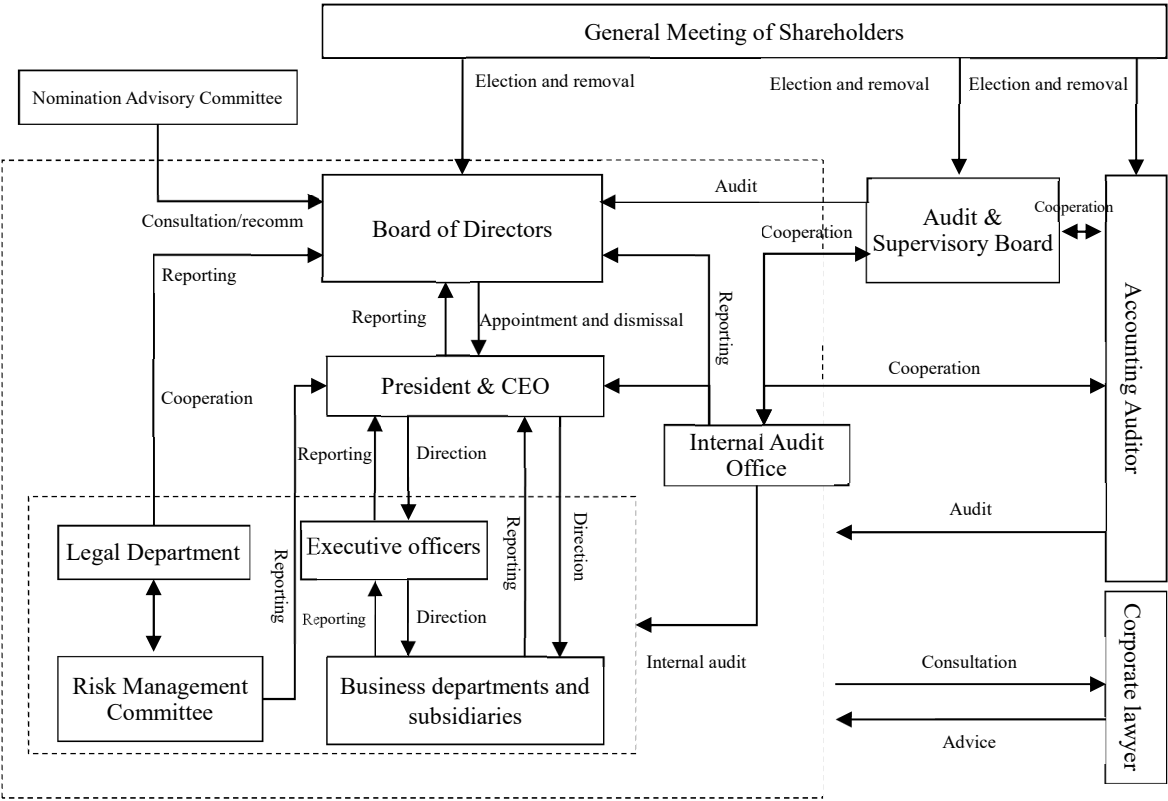 General Meeting of Shareholders
Election and removal
Election and removal
Election and removal
Nomination Advisory Committee
Consultation/recomm
Board of Directors
Audit
Audit &
Supervisory Board
Cooperation
Cooperation
Reporting
Reporting
Appointment and dismissal
Reporting
President & CEO
Cooperation
Cooperation
Accounting Auditor
Internal Audit
Office
Reporting
Direction
Audit
Legal Department
Reporting
Executive officers
Reporting
Direction
Reporting
Direction
Risk Management
Committee
Business departments and
subsidiaries
Internal audit
Consultation
Advice
Corporate lawyer